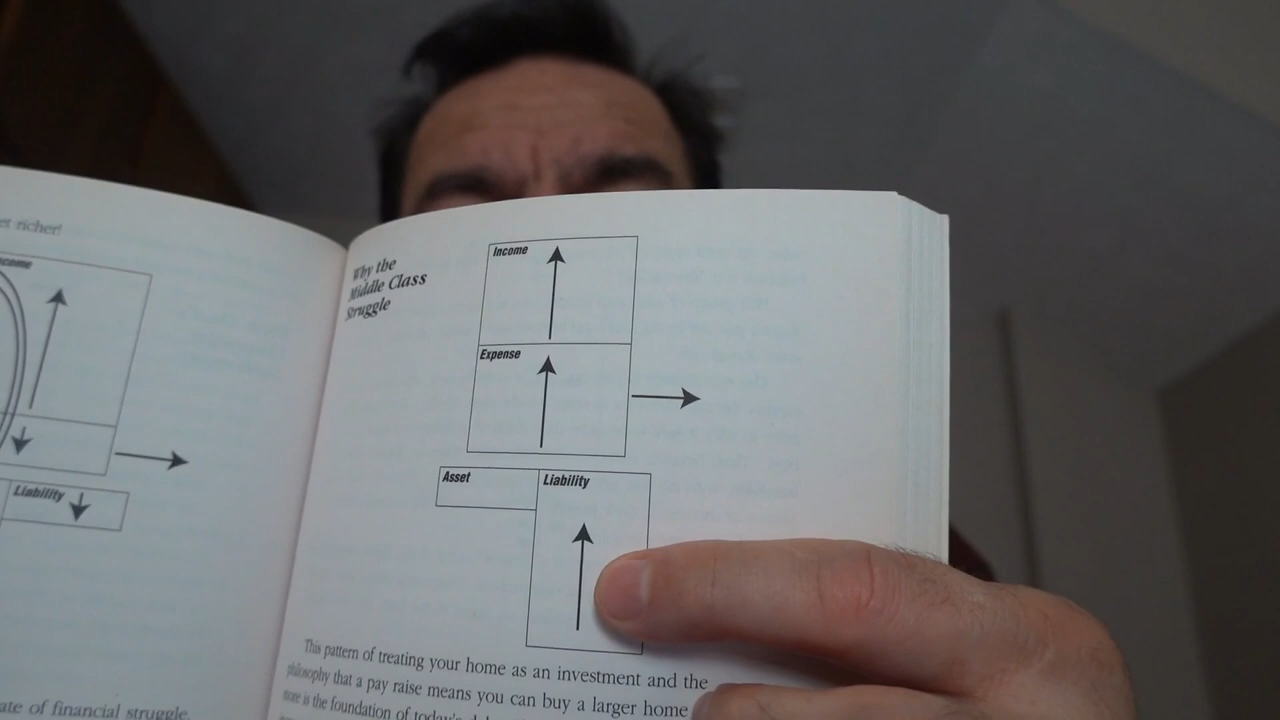 et richer!
come
Liability
ate of financial struggle.
Why the
Middle Class
Struggle
Income
Expense
Asset
Liability
This pattern of treating your home as an investment and the
philosophy that a pay raise means you can buy a larger home
more is the foundation of today's